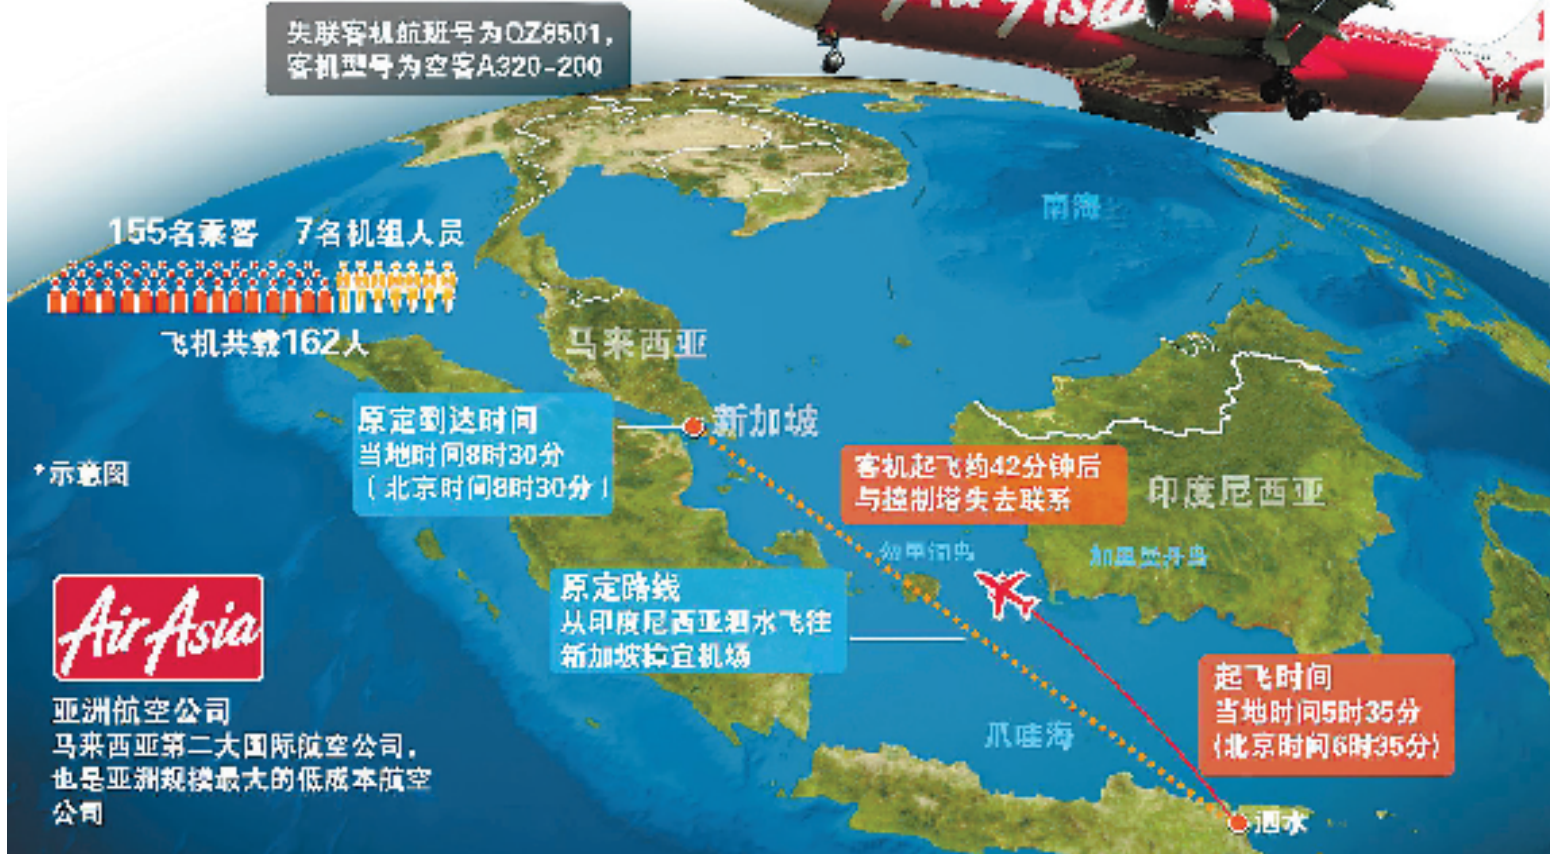 失联客机航班号为QZ8501，
客机型号为空客A320-200
Air Asia
南海
155名乘客 7名机组人员
飞机共载162人
马来西亚
原定到达时间
当地时间8时30分
（北京时间8时30分）
新加坡
*示意图
客机起飞约42分钟后
与控制塔失去联系
印度尼西亚
勿里洞岛
加里曼丹岛
原定路线
从印度尼西亚泗水飞往
新加坡樟宜机场
Air Asia
亚洲航空公司
马来西亚第二大国际航空公司，
也是亚洲规模最大的低成本航空
公司
爪哇海
起飞时间
当地时间5时35分
(北京时间6时35分)
泗水